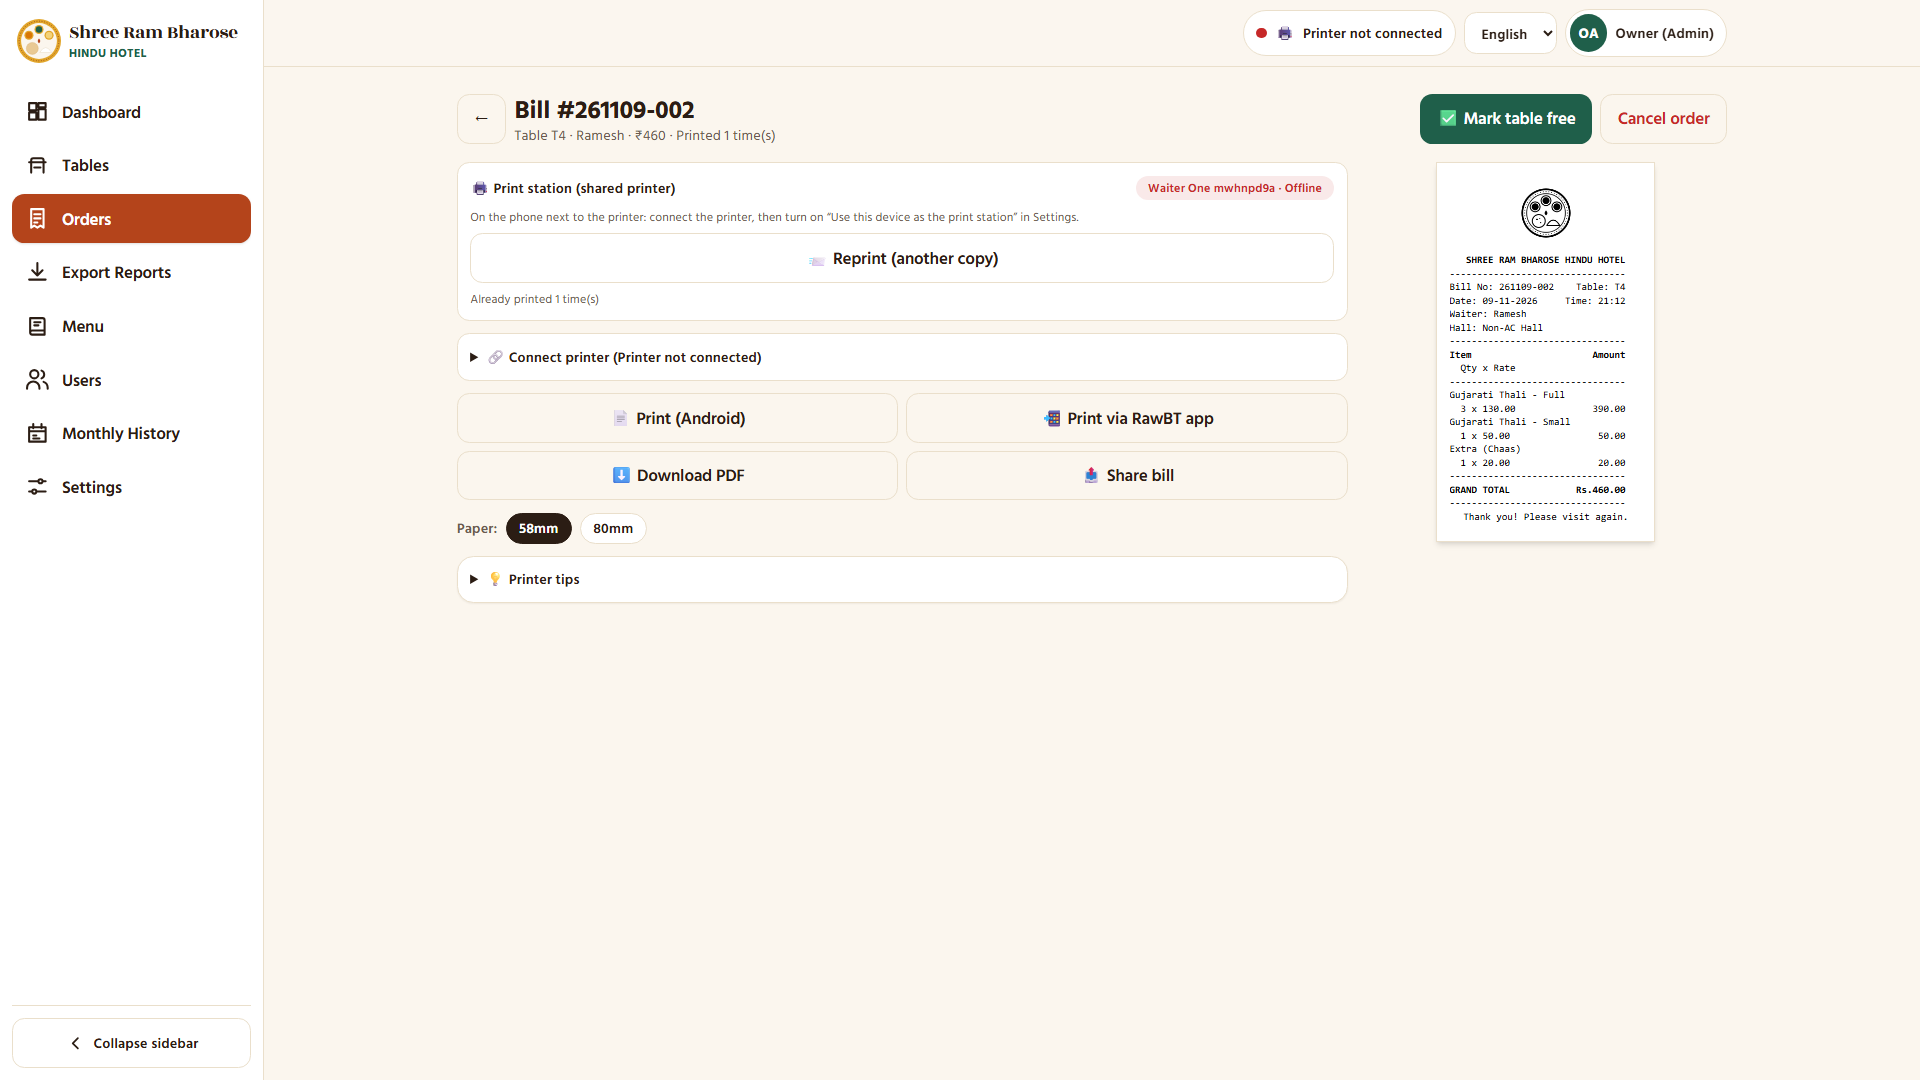 Shree Ram Bharose
HINDU HOTEL
Dashboard
Tables
Orders
Export Reports
Menu
Users
Monthly History
Settings
Collapse sidebar
Printer not connected
English
OA
Owner (Admin)
←
Bill #261109-002
Table T4 · Ramesh · ₹460 · Printed 1 time(s)
Mark table free
Cancel order
Print station (shared printer)
Waiter One mwhnpd9a · Offline
On the phone next to the printer: connect the printer, then turn on “Use this device as the print station” in Settings.
Reprint (another copy)
Already printed 1 time(s)
Connect printer (Printer not connected)
Print (Android)
Print via RawBT app
Download PDF
Share bill
Paper:
58mm
80mm
Printer tips
SHREE RAM BHAROSE HINDU HOTEL
--------------------------------
Bill No: 261109-002 Table: T4
Date: 09-11-2026 Time: 21:12
Waiter: Ramesh
Hall: Non-AC Hall
--------------------------------
Item Amount
Qty x Rate
--------------------------------
Gujarati Thali - Full
3 x 130.00 390.00
Gujarati Thali - Small
1 x 50.00 50.00
Extra (Chaas)
1 x 20.00 20.00
--------------------------------
GRAND TOTAL Rs.460.00
--------------------------------
Thank you! Please visit again.